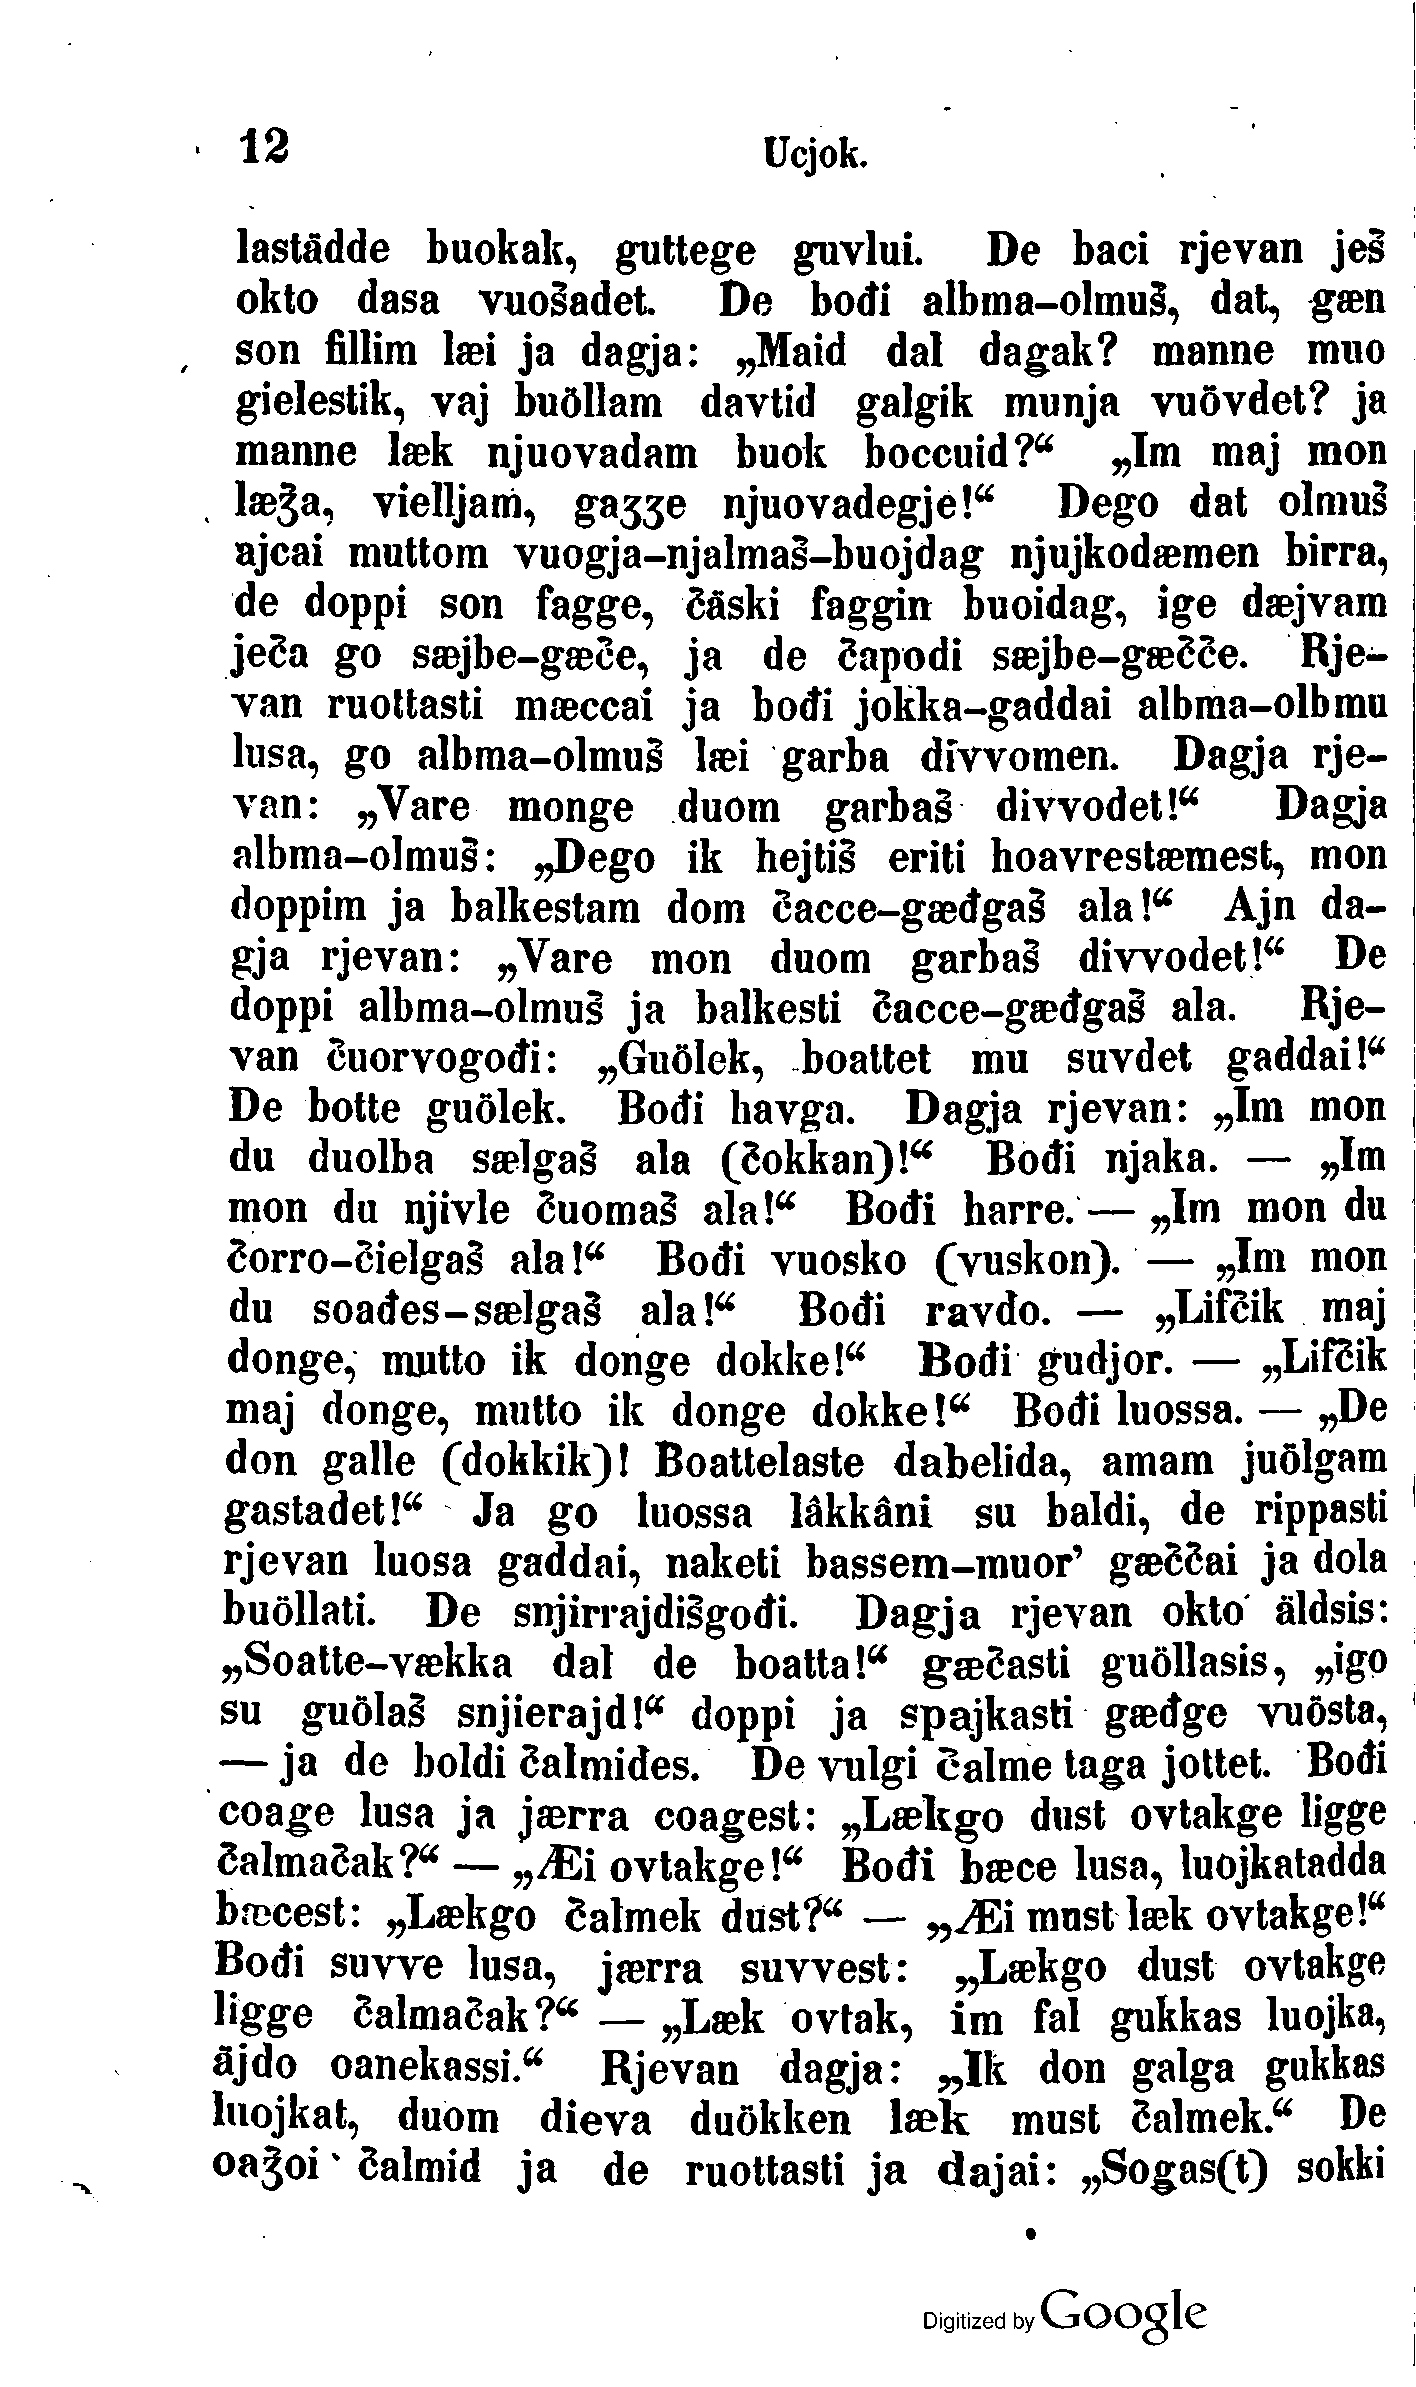 12 Ucjok.
lastädde buokak, guttege guvlui. De baci rjevan ješ
okto dasa vuošadet. De bođi albma-olmuš, dat, gæn
son fillim læi ja dagja: „Maid dal dagak? manne muo
gielestik, vaj buöllam davtid galgik munja vuövdet? ja
manne læk njuovadam buok boccuid?“ „Im maj mon
læǯa, vielljam, gaʒʒe njuovadegje!“ Dego dat olmuš
ajcai muttom vuogja-njalmaš-buojdag njujkodæmen birra,
de doppi son fagge, čäski faggin buoidag, ige dæjvam
ječa go sæjbe-gæče, ja de čapodi sæjbe-gæčče. Rje-
van ruottasti mæccai ja bođi jokka-gaddai albma-olbmu
lusa, go albma-olmuš læi garba divvomen. Dagja rje-
van: „Vare monge duom garbaš divvodet!“ Dagja
albma-olmuš: „Dego ik hejtiš eriti hoavrestæmest, mon
doppim ja balkestam dom čacce-gæđgaš ala!“ Ajn da-
gja rjevan: „Vare mon duom garbaš divvodet!“ De
doppi albma-olmuš ja balkesti čacce-gæđgaš ala. Rje-
van čuorvogođi: „Guölek, boattet mu suvdet gaddai!“
De botte guölek. Bođi havga. Dagja rjevan: „Im mon
du duolba sælgaš ala (čokkan)!“ Bođi njaka. — „Im
mon du njivle čuomaš ala!“ Bođi harre. — „Im mon du
čorro-čielgaš ala!“ Bođi vuosko (vuskon). — „Im mon
du soađes-sælgaš ala!“ Bođi ravdo. — „Lifčik maj
donge, mutto ik donge dokke!“ Bođi gudjor. — „Lifčik
maj donge, mutto ik donge dokke!“ Bođi luossa. — „De
don galle (dokkik)! Boattelaste dabelida, amam juölgam
gastadet!“ Ja go luossa lâkkâni su baldi, de rippasti
rjevan luosa gaddai, naketi bassem-muor’ gæččai ja dola
buöllati. De snjirrajdišgođi. Dagja rjevan okto äldsis:
„Soatte-vækka dal de boatta!“ gæčasti guöllasis, „igo
su guölaš snjierajd!“ doppi ja spajkasti gæđge vuösta,
— ja de boldi čalmiđes. De vulgi čalme taga jottet. Bođi
coage lusa ja jærra coagest: „Lækgo dust ovtakge ligge
čalmačak?“ — „Æi ovtakge!“ Bođi bæce lusa, luojkatadda
bæcest: „Lækgo čalmek dust?“ — „Æi must læk ovtakge!“
Bođi suvve lusa, jærra suvvest: „Lækgo dust ovtakge
ligge čalmačak?“ — „Læk ovtak, im fal gukkas luojka,
äjdo oanekassi.“ Rjevan dagja: „Ik don galga gukkas
luojkat, duom dieva duökken læk must čalmek.“ De
oaǯoi čalmid ja de ruottasti ja dajai: „Sogas(t) sokki
Digitized by Google